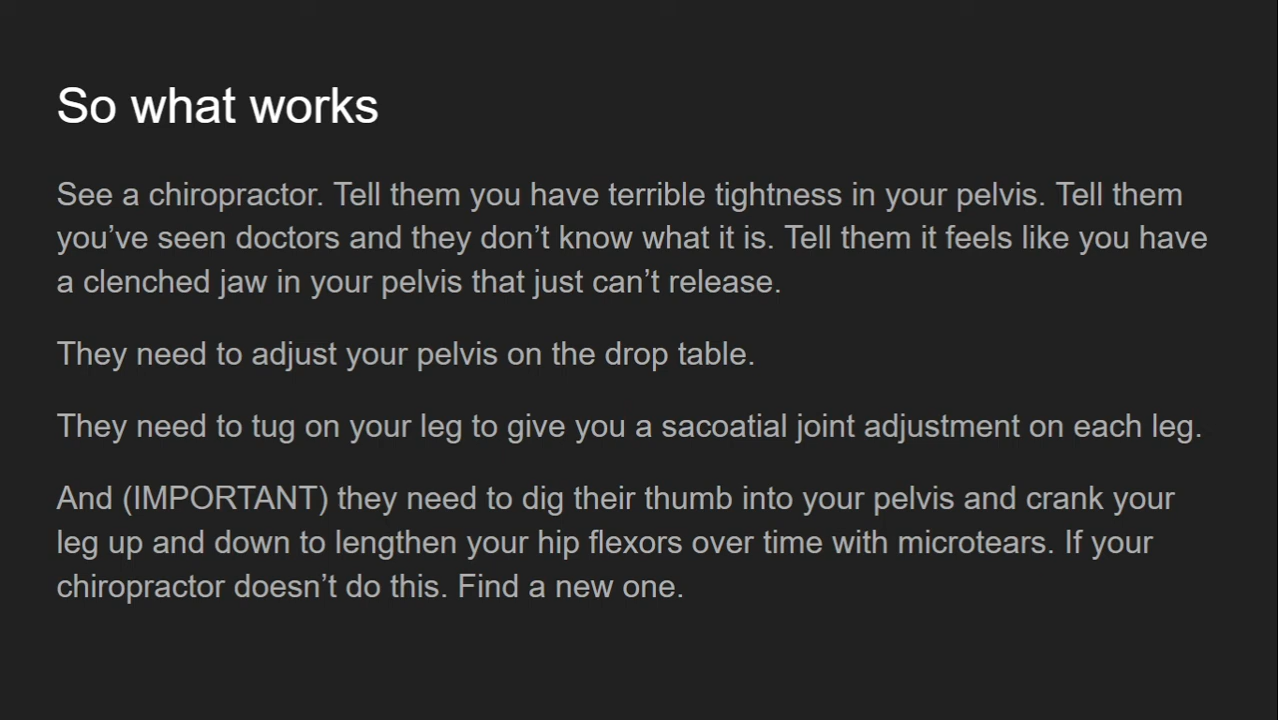 So what works
See a chiropractor. Tell them you have terrible tightness in your pelvis. Tell them
you’ve seen doctors and they don’t know what it is. Tell them it feels like you have
a clenched jaw in your pelvis that just can’t release.
They need to adjust your pelvis on the drop table.
They need to tug on your leg to give you a sacoatial joint adjustment on each leg.
And (IMPORTANT) they need to dig their thumb into your pelvis and crank your
leg up and down to lengthen your hip flexors over time with microtears. If your
chiropractor doesn’t do this. Find a new one.